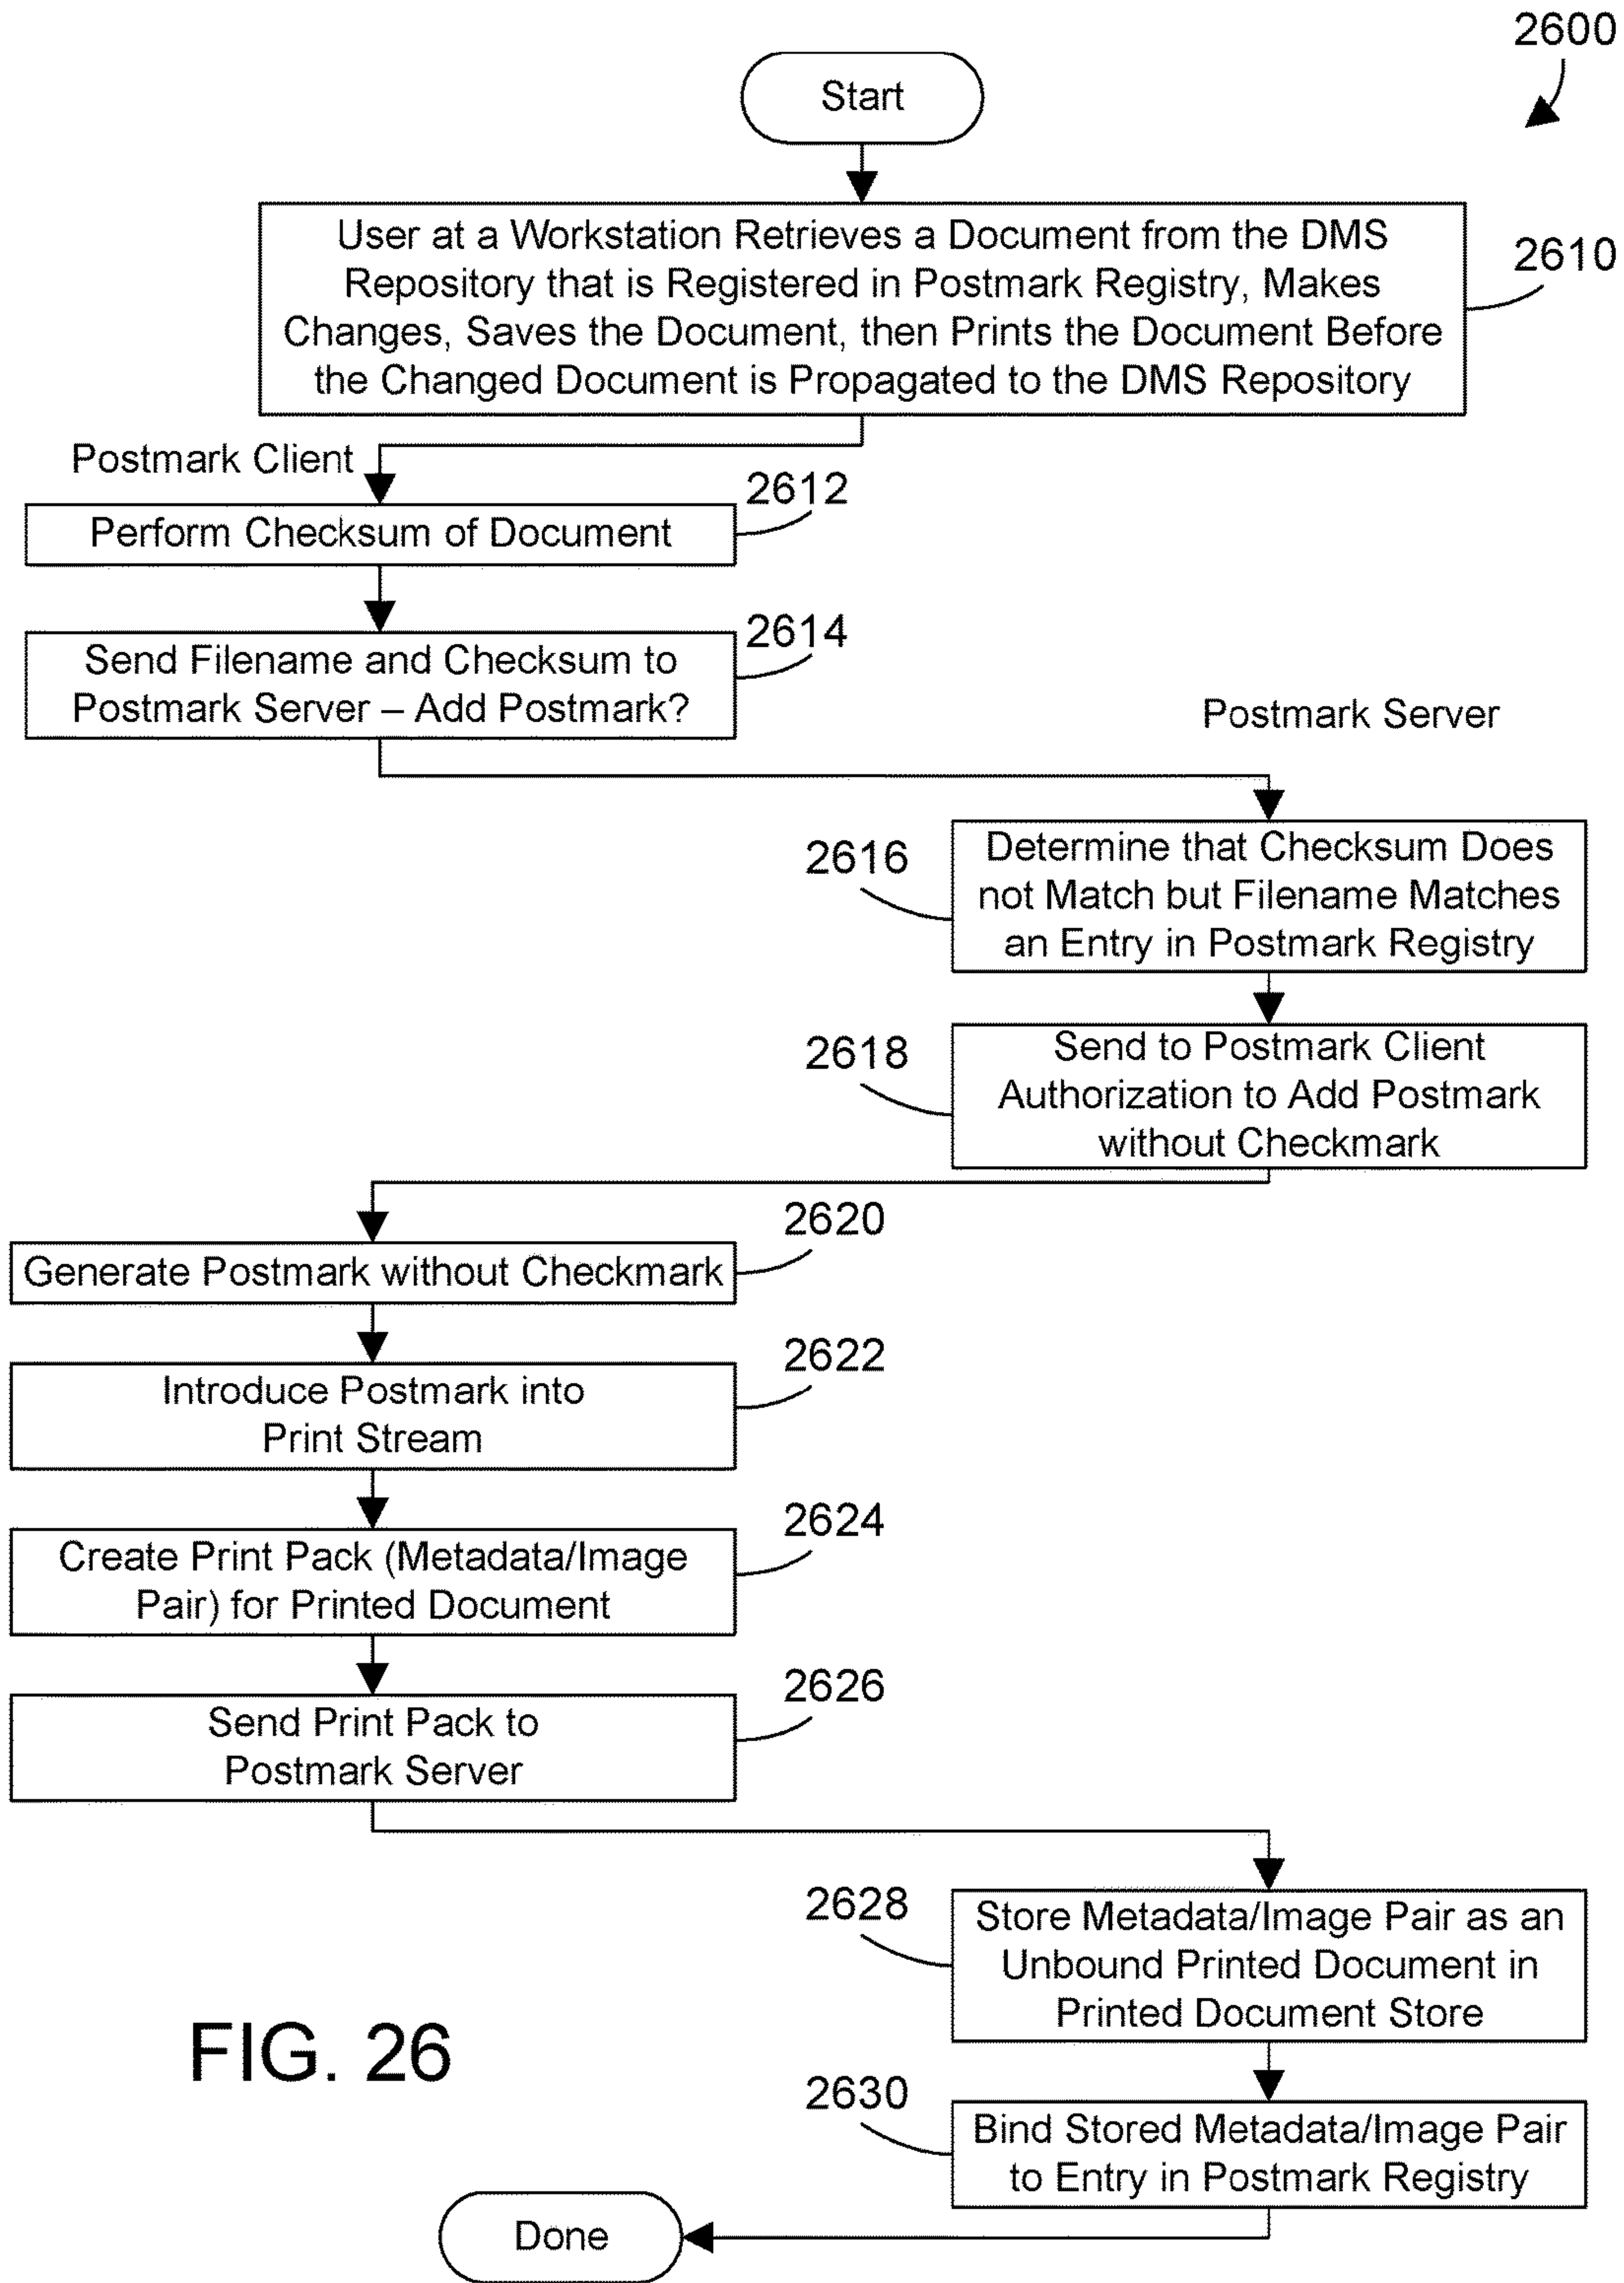 2600
Start
User at a Workstation Retrieves a Document from the DMS
Repository that is Registered in Postmark Registry, Makes
Changes, Saves the Document, then Prints the Document Before
the Changed Document is Propagated to the DMS Repository
2610
Postmark Client
2612
Perform Checksum of Document
2614
Send Filename and Checksum to
Postmark Server – Add Postmark?
Postmark Server
2616
Determine that Checksum Does
not Match but Filename Matches
an Entry in Postmark Registry
2618
Send to Postmark Client
Authorization to Add Postmark
without Checkmark
2620
Generate Postmark without Checkmark
2622
Introduce Postmark into
Print Stream
2624
Create Print Pack (Metadata/Image
Pair) for Printed Document
2626
Send Print Pack to
Postmark Server
2628
Store Metadata/Image Pair as an
Unbound Printed Document in
Printed Document Store
FIG. 26
2630
Bind Stored Metadata/Image Pair
to Entry in Postmark Registry
Done